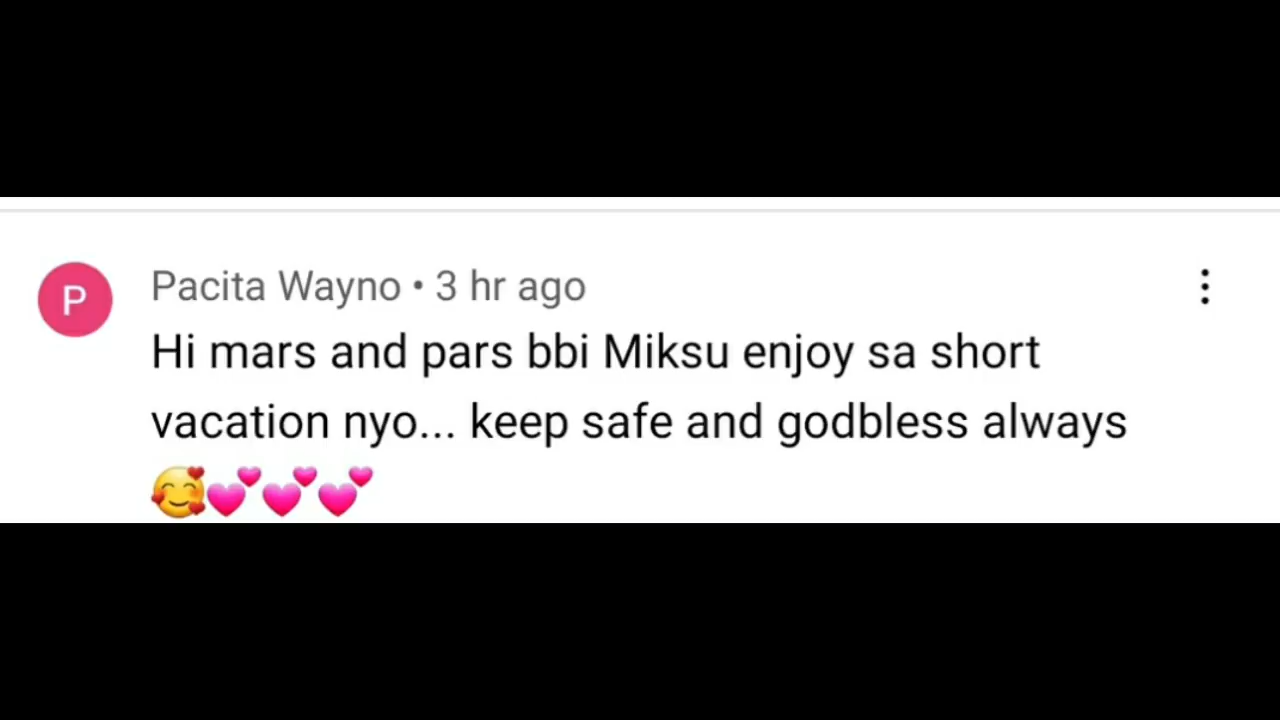 P
Pacita Wayno • 3 hr ago
Hi mars and pars bbi Miksu enjoy sa short
vacation nyo... keep safe and godbless always
🥰💕💕💕